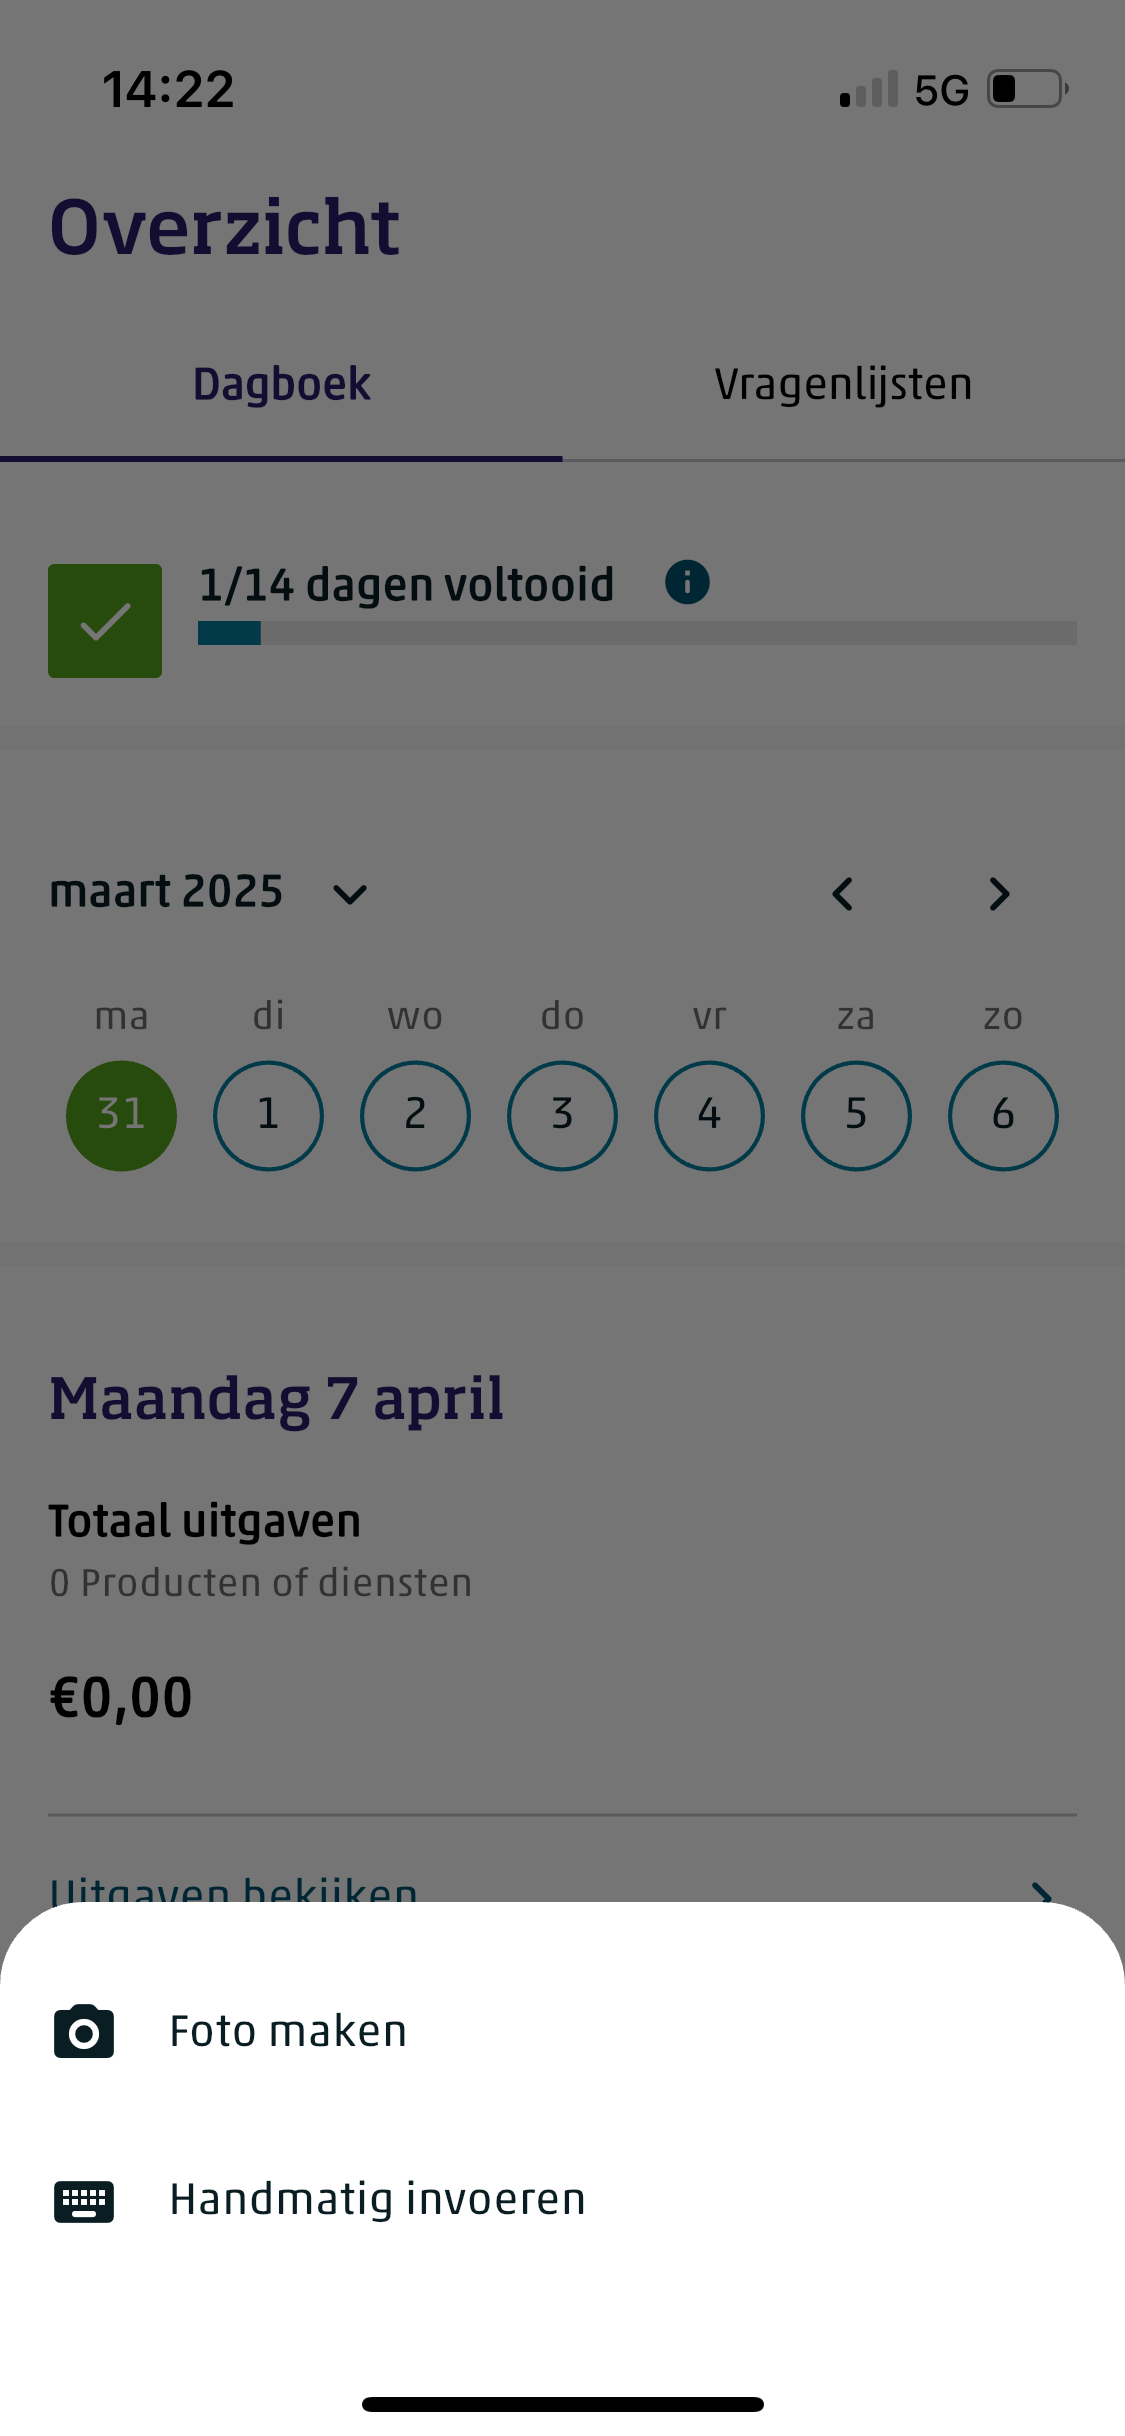 14:22 5G
Overzicht
Dagboek Vragenlijsten
1/14 dagen voltooid
maart 2025
ma di wo do vr za zo
31 1 2 3 4 5 6
Maandag 7 april
Totaal uitgaven
0 Producten of diensten
€0,00
Uitgaven bekijken
Foto maken
Handmatig invoeren